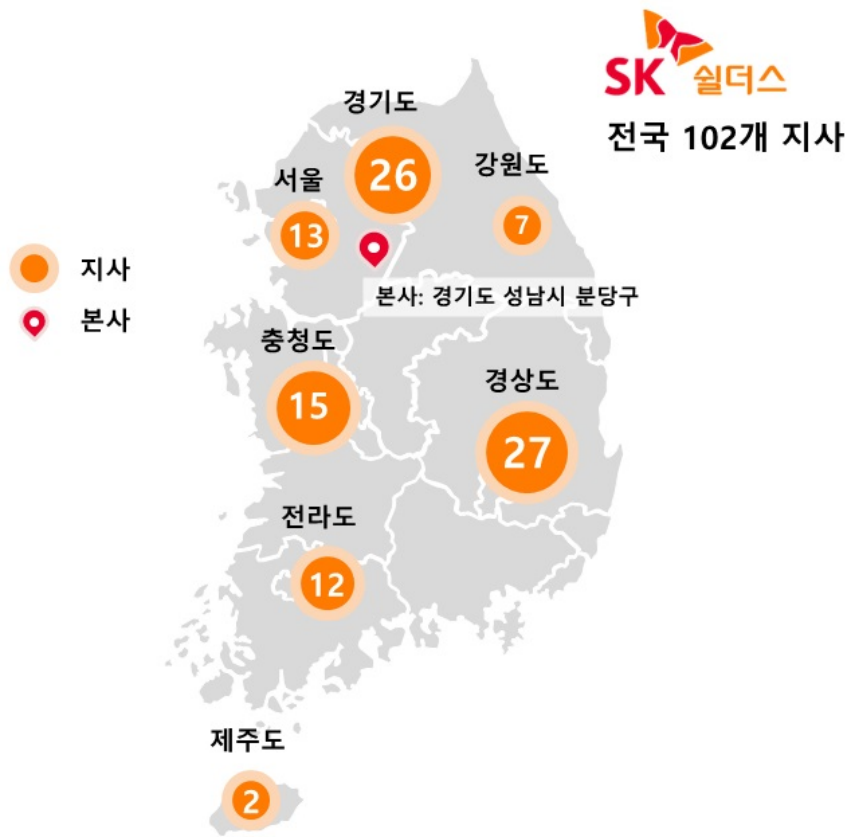 SK 쉴더스
전국 102개 지사
경기도
26
서울
13
강원도
7
지사
본사
본사: 경기도 성남시 분당구
충청도
15
경상도
27
전라도
12
제주도
2